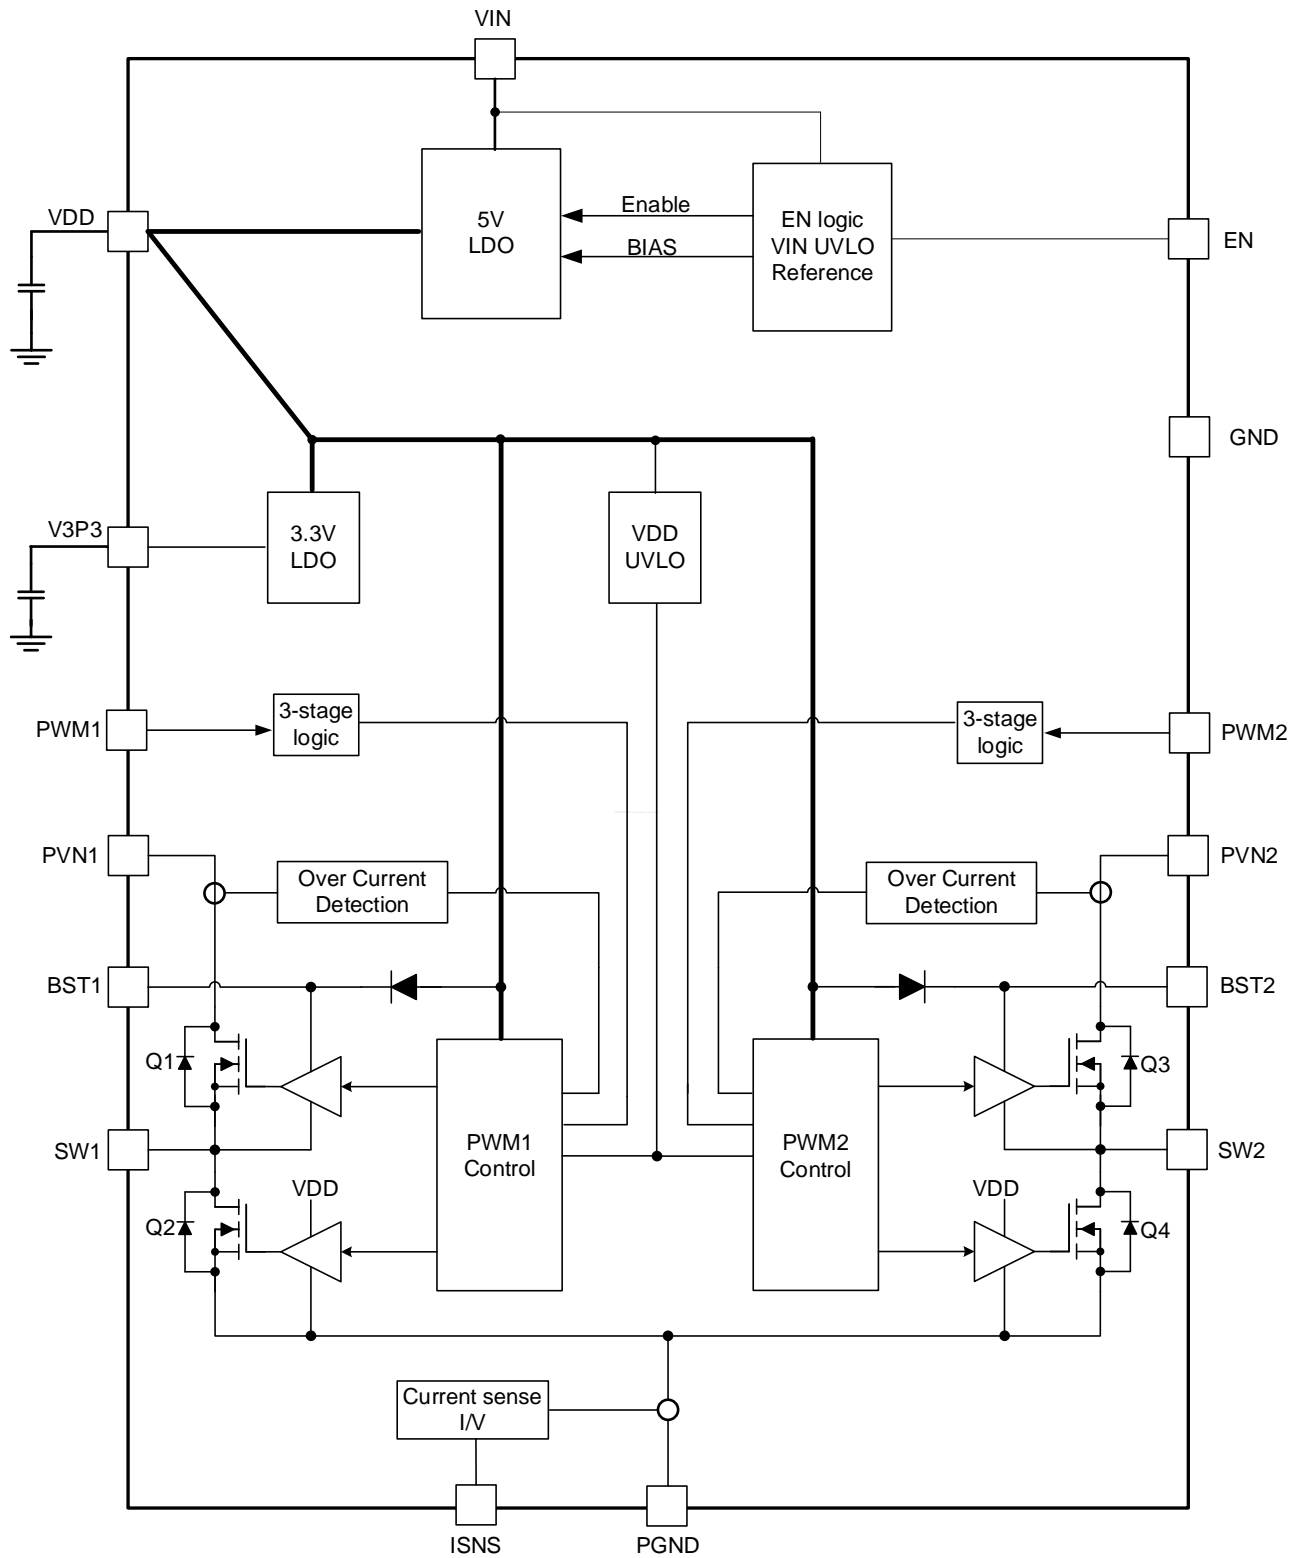 VIN
VDD
5V
LDO
Enable
BIAS
EN logic
VIN UVLO
Reference
EN
GND
V3P3
3.3V
LDO
VDD
UVLO
PWM1
3-stage
logic
3-stage
logic
PWM2
PVN1
Over Current
Detection
Over Current
Detection
PVN2
BST1
BST2
Q1
Q3
SW1
PWM1
Control
PWM2
Control
SW2
VDD
VDD
Q2
Q4
Current sense
I/V
ISNS
PGND